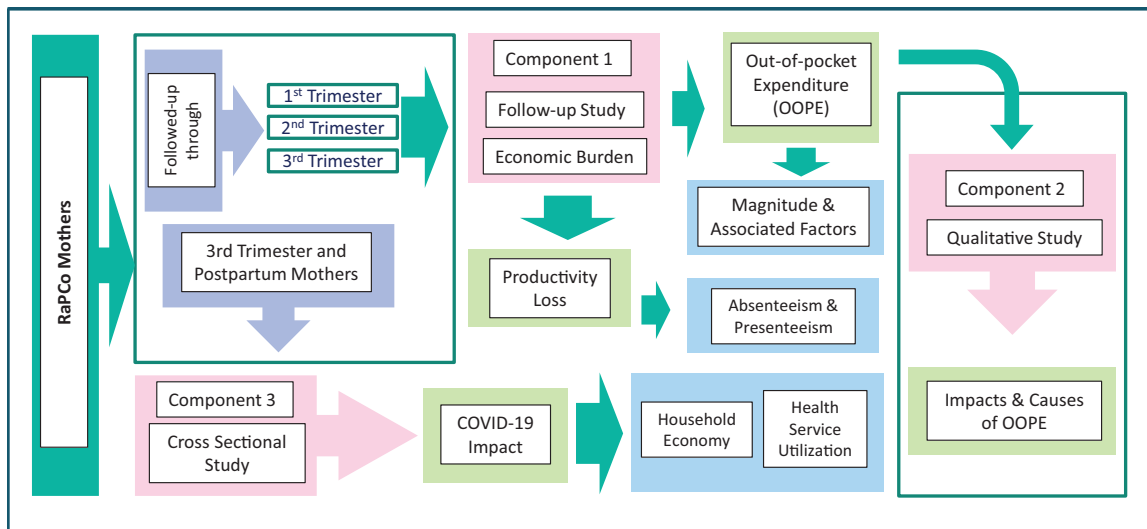 RaPCo Mothers
Followed-up
through
1st Trimester
2nd Trimester
3rd Trimester
3rd Trimester and
Postpartum Mothers
Component 1
Follow-up Study
Economic Burden
Out-of-pocket
Expenditure
(OOPE)
Magnitude &
Associated Factors
Productivity
Loss
Absenteeism &
Presenteeism
Component 2
Qualitative Study
Impacts & Causes
of OOPE
Component 3
Cross Sectional
Study
COVID-19
Impact
Household
Economy
Health
Service
Utilization